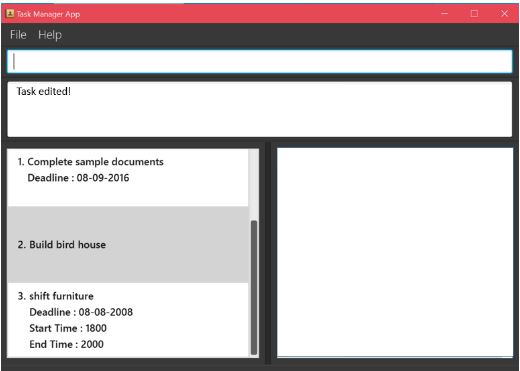 Task Manager App
File Help
Task edited!
1. Complete sample documents
Deadline : 08-09-2016
2. Build bird house
3. shift furniture
Deadline : 08-08-2008
Start Time : 1800
End Time : 2000